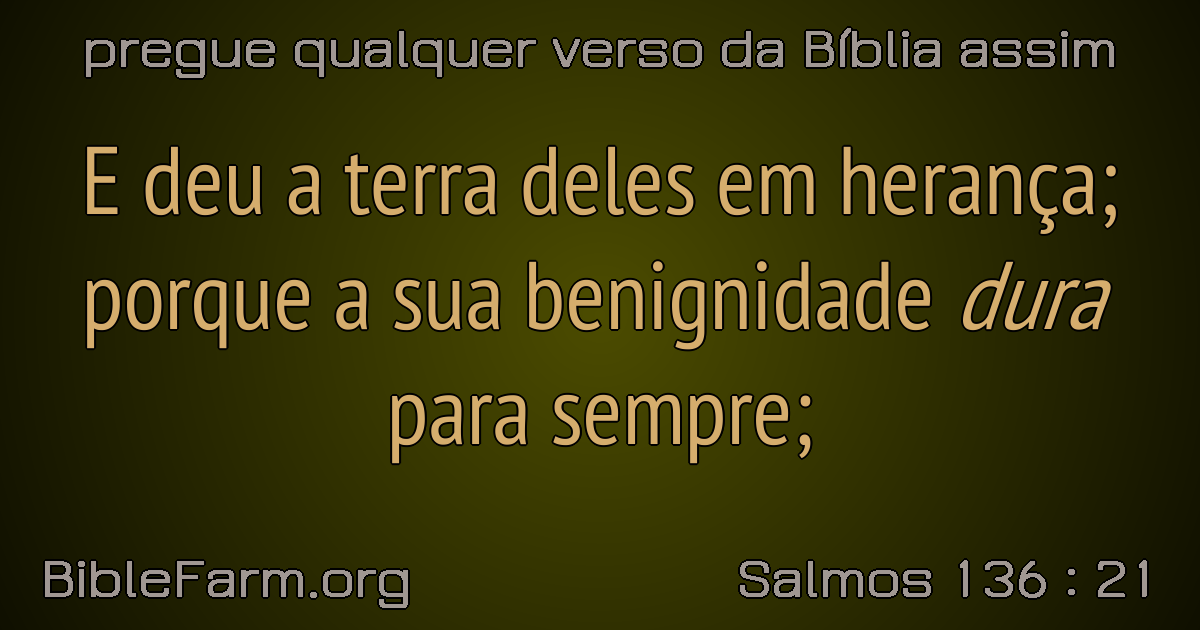 pregue qualquer verso da Bíblia assim
E deu a terra deles em herança;
porque a sua benignidade dura
para sempre;
BibleFarm.org
Salmos 136 : 21